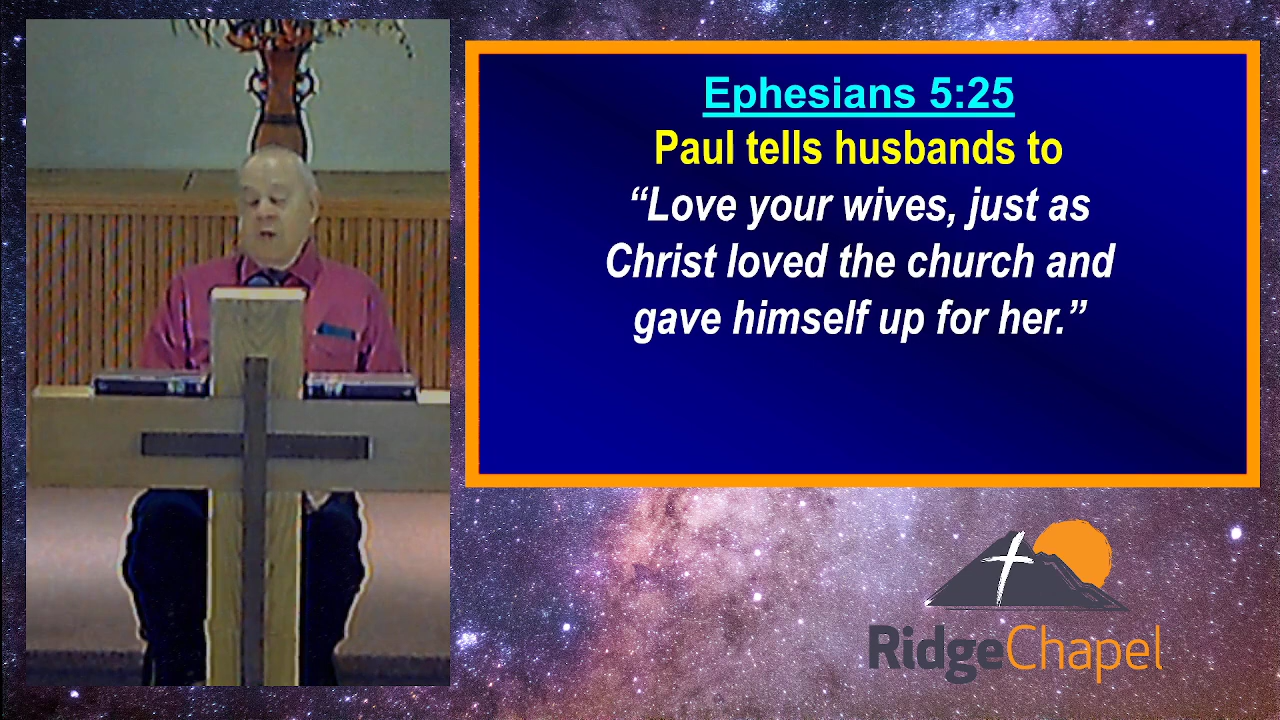 Ephesians 5:25
Paul tells husbands to
“Love your wives, just as
Christ loved the church and
gave himself up for her.”
RidgeChapel